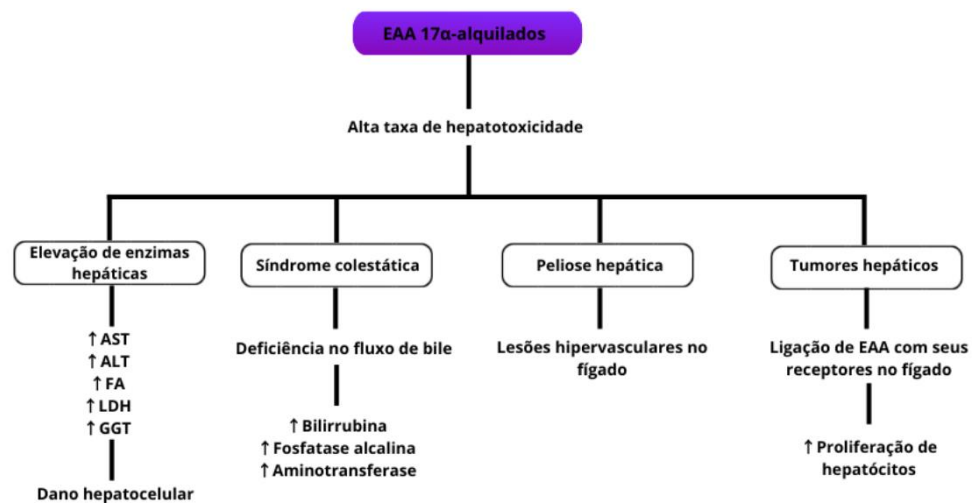 EAA 17α-alquilados
Alta taxa de hepatotoxicidade
Elevação de enzimas
hepáticas
↑AST
↑ALT
↑FA
↑LDH
↑GGT
Dano hepatocelular
Síndrome colestática
Deficiência no fluxo de bile
↑Bilirrubina
↑Fosfatase alcalina
↑Aminotransferase
Peliose hepática
Lesões hipervasculares no
fígado
Tumores hepáticos
Ligação de EAA com seus
receptores no fígado
↑Proliferação de
hepatócitos